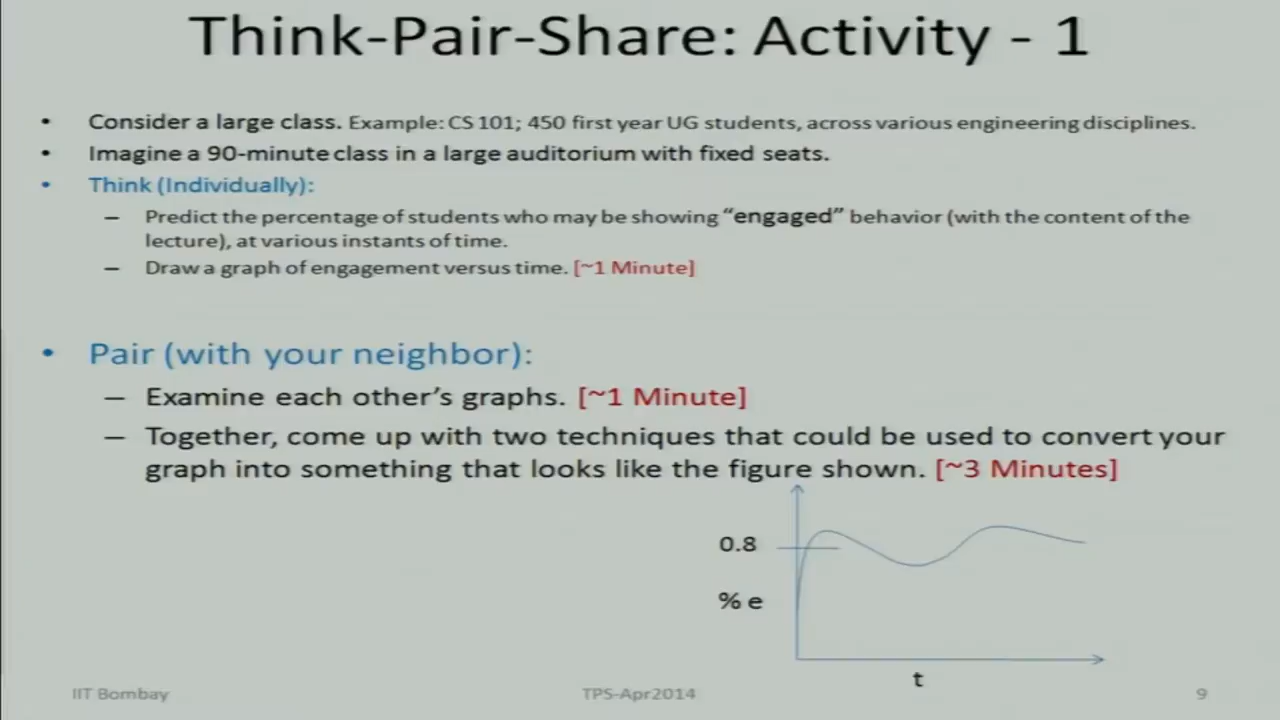 Think-Pair-Share: Activity - 1
• Consider a large class. Example: CS 101; 450 first year UG students, across various engineering disciplines.
• Imagine a 90-minute class in a large auditorium with fixed seats.
• Think (Individually):
– Predict the percentage of students who may be showing “engaged” behavior (with the content of the
lecture), at various instants of time.
– Draw a graph of engagement versus time. [~1 Minute]
• Pair (with your neighbor):
– Examine each other’s graphs. [~1 Minute]
– Together, come up with two techniques that could be used to convert your
graph into something that looks like the figure shown. [~3 Minutes]
0.8
% e
t
IIT Bombay TPS-Apr2014 9